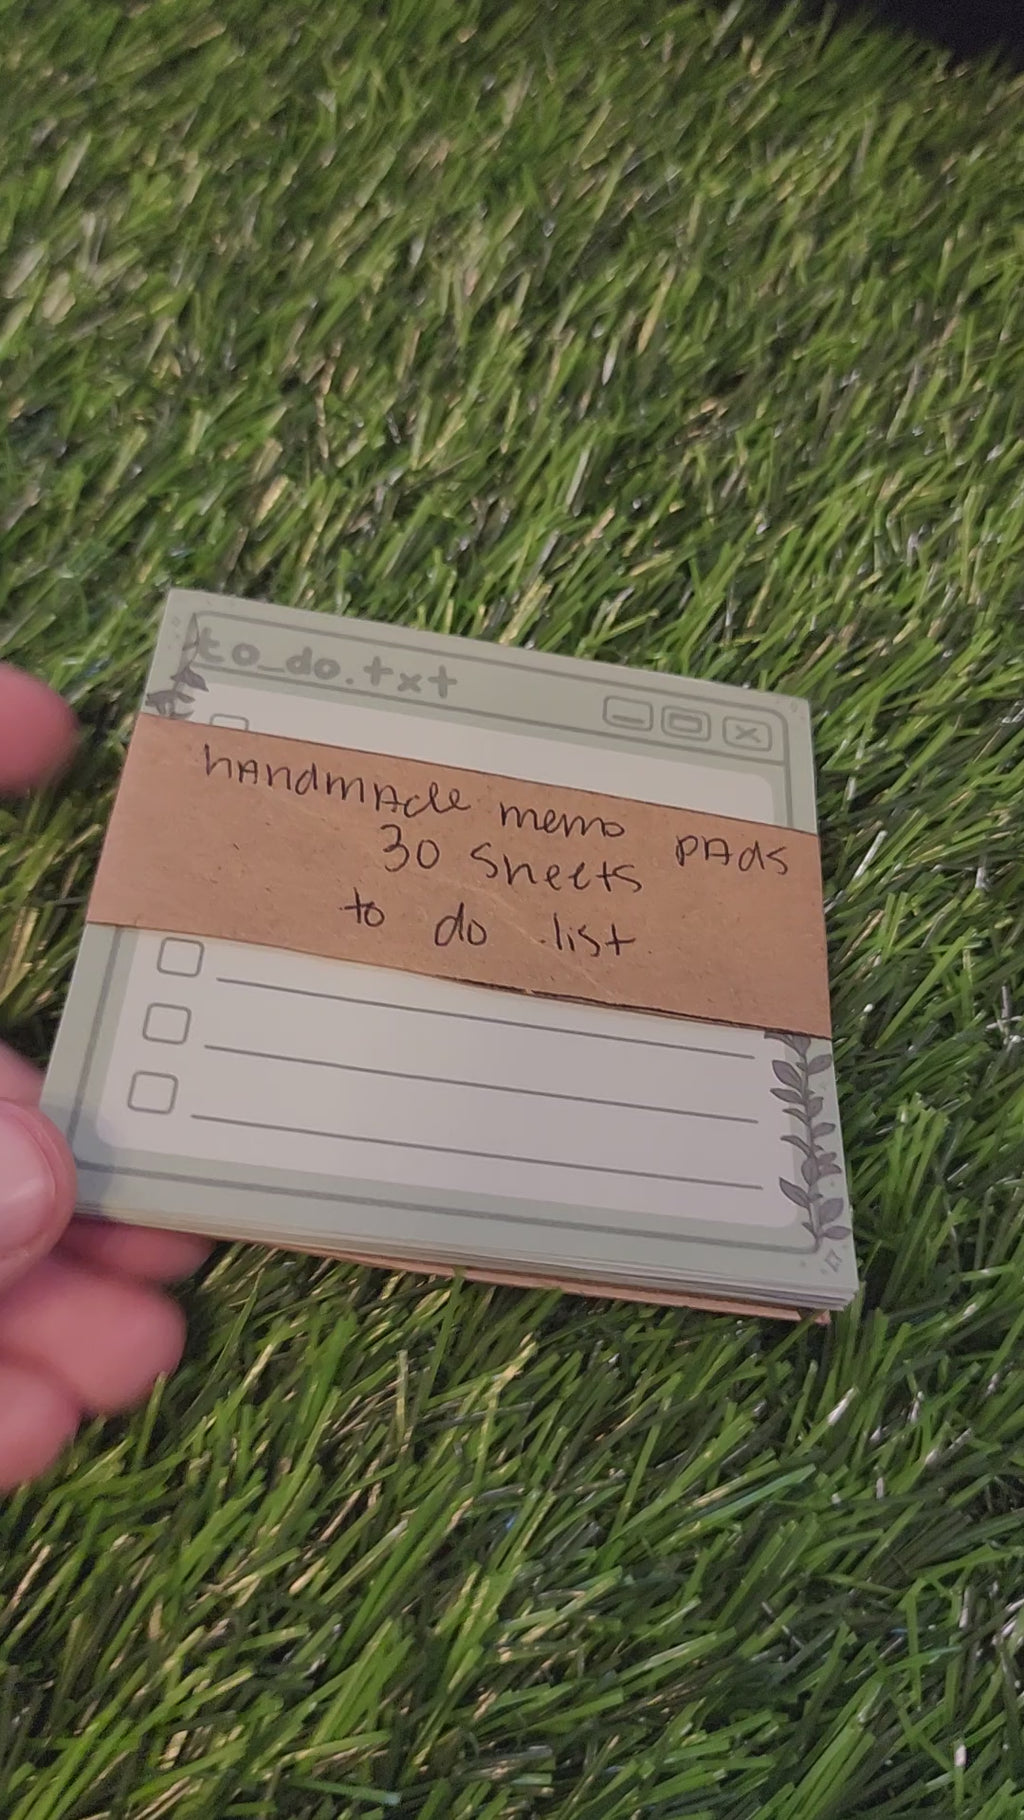 to_do.txt
handmade memo pads
30 sheets
to do list